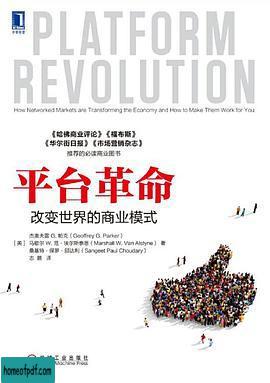 PLATFORM
REVOLUTION
How Networked Markets are Transforming the Economy and How to Make Them Work for You
《哈佛商业评论》《福布斯》
《华尔街日报》《市场营销杂志》
推荐的必读商业图书
平台革命
改变世界的商业模式
杰奥夫雷 G. 帕克(Geoffrey G. Parker)
[美] 马歇尔 W. 范·埃尔斯泰恩(Marshall W. Van Alstyne) 著
桑基特·保罗·邱达利(Sangeet Paul Choudary)
志鹏 译
机械工业出版社
China Machine Press
homeofpdf.com